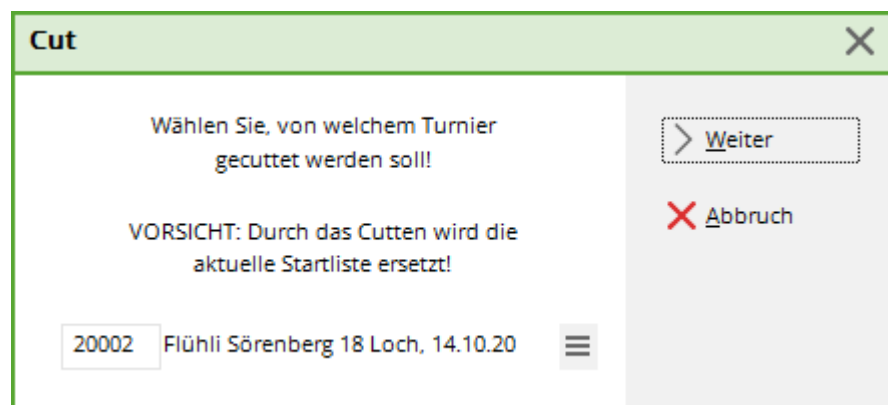 Cut
Wählen Sie, von welchem Turnier
gecuttet werden soll!
VORSICHT: Durch das Cutten wird die
aktuelle Startliste ersetzt!
20002 Flühli Sörenberg 18 Loch, 14.10.20
Weiter
Abbruch